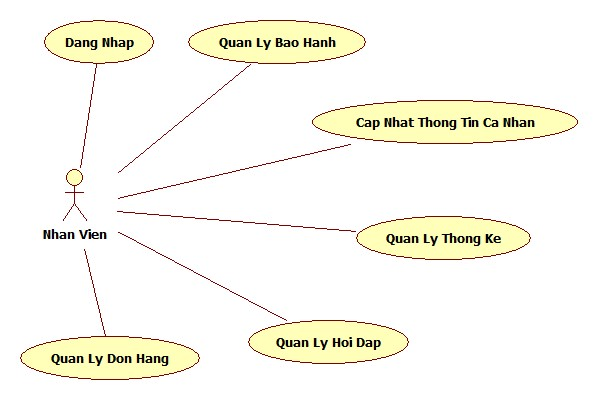 Dang Nhap
Quan Ly Bao Hanh
Cap Nhat Thong Tin Ca Nhan
Nhan Vien
Quan Ly Thong Ke
Quan Ly Hoi Dap
Quan Ly Don Hang